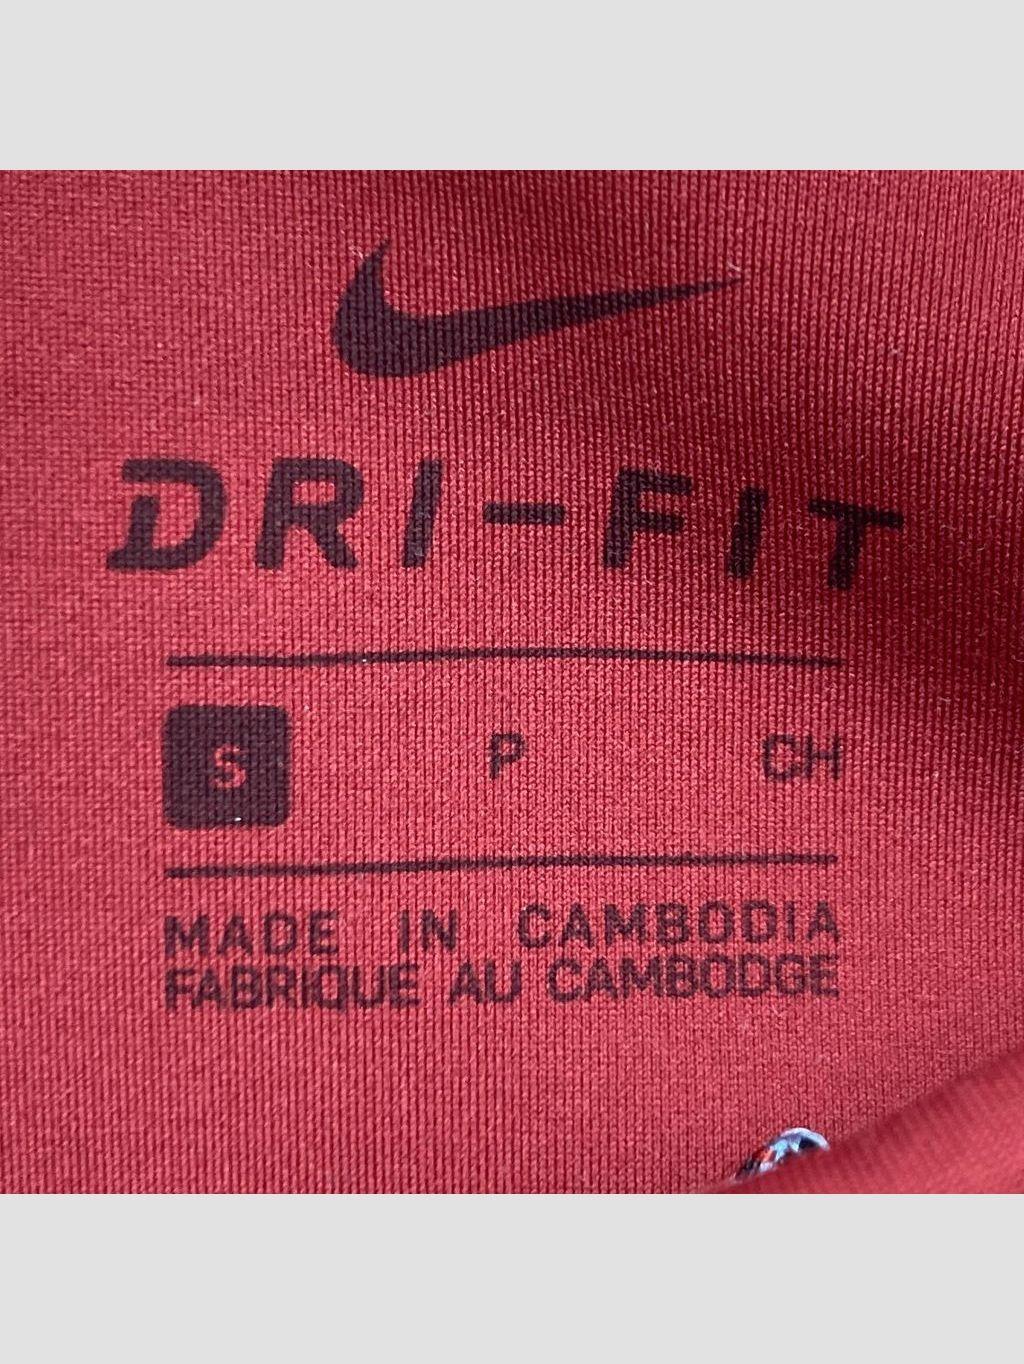 DRI-FIT
S P CH
MADE IN CAMBODIA
FABRIQUE AU CAMBODGE